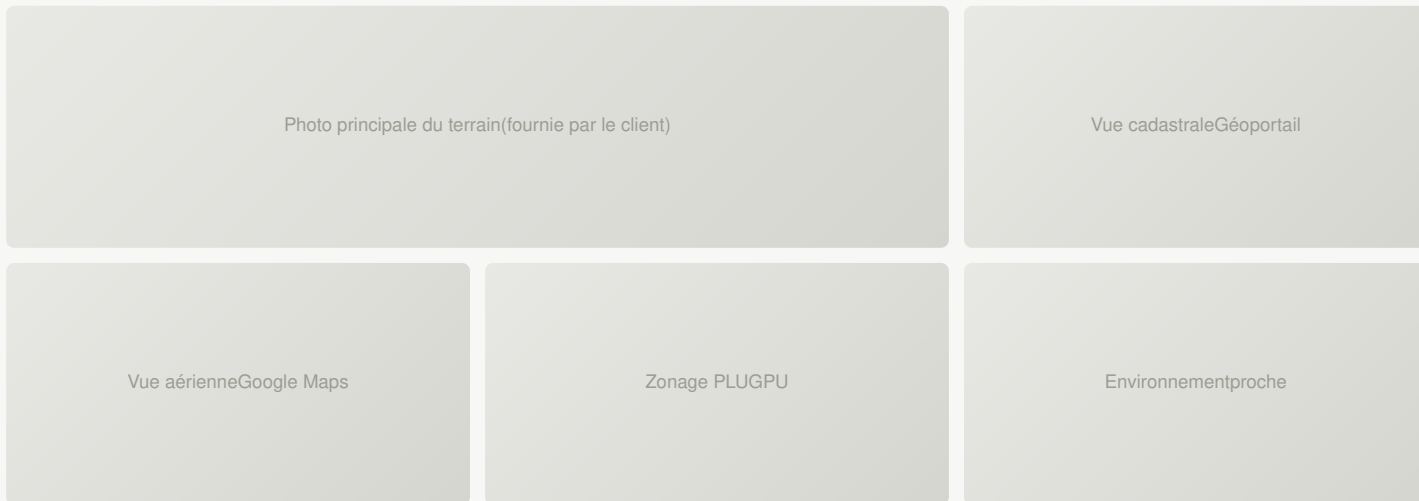 Photo principale du terrain(fournie par le client)
Vue cadastraleGéoportail
Vue aérienneGoogle Maps
Zonage PLUGPU
Environnementproche